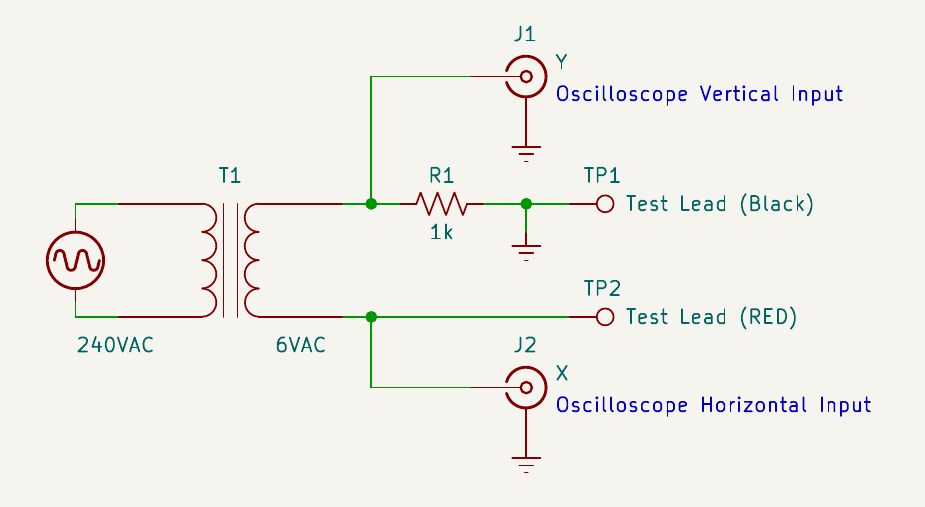 J1
Y
Oscilloscope Vertical Input
T1
R1
TP1
Test Lead (Black)
1k
TP2
Test Lead (RED)
240VAC
6VAC
J2
X
Oscilloscope Horizontal Input